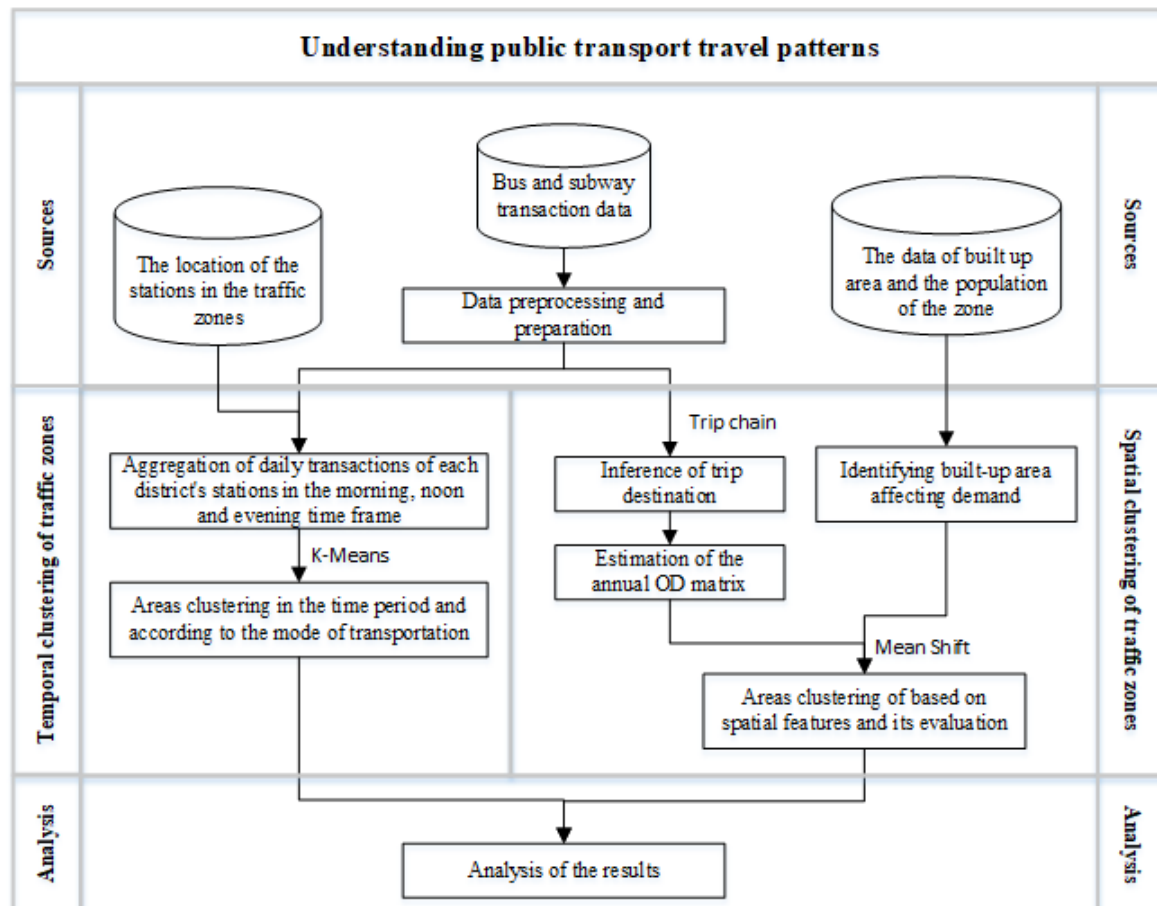 Understanding public transport travel patterns
Sources
Bus and subway
transaction data
Sources
The location of the
stations in the traffic
zones
The data of built up
area and the population
of the zone
Data preprocessing and
preparation
Temporal clustering of traffic zones
Trip chain
Spatial clustering of traffic zones
Aggregation of daily transactions of each
district's stations in the morning, noon
and evening time frame
Inference of trip
destination
Identifying built-up area
affecting demand
K-Means
Estimation of the
annual OD matrix
Areas clustering in the time period and
according to the mode of transportation
Mean Shift
Areas clustering of based on
spatial features and its evaluation
Analysis
Analysis of the results
Analysis